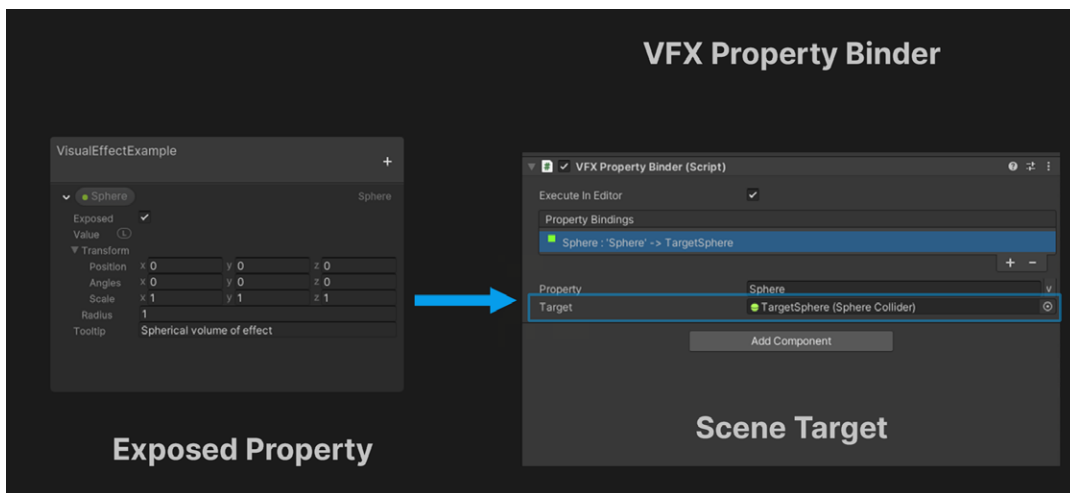 VFX Property Binder
VisualEffectExample
+
Sphere Sphere
Exposed
Value L
Transform
Position x 0 y 0 z 0
Angles x 0 y 0 z 0
Scale x 1 y 1 z 1
Radius 1
Tooltip Spherical volume of effect
Exposed Property
# VFX Property Binder (Script)
Execute In Editor
Property Bindings
Sphere : 'Sphere' -> TargetSphere
+ -
Property Sphere v
Target TargetSphere (Sphere Collider)
Add Component
Scene Target